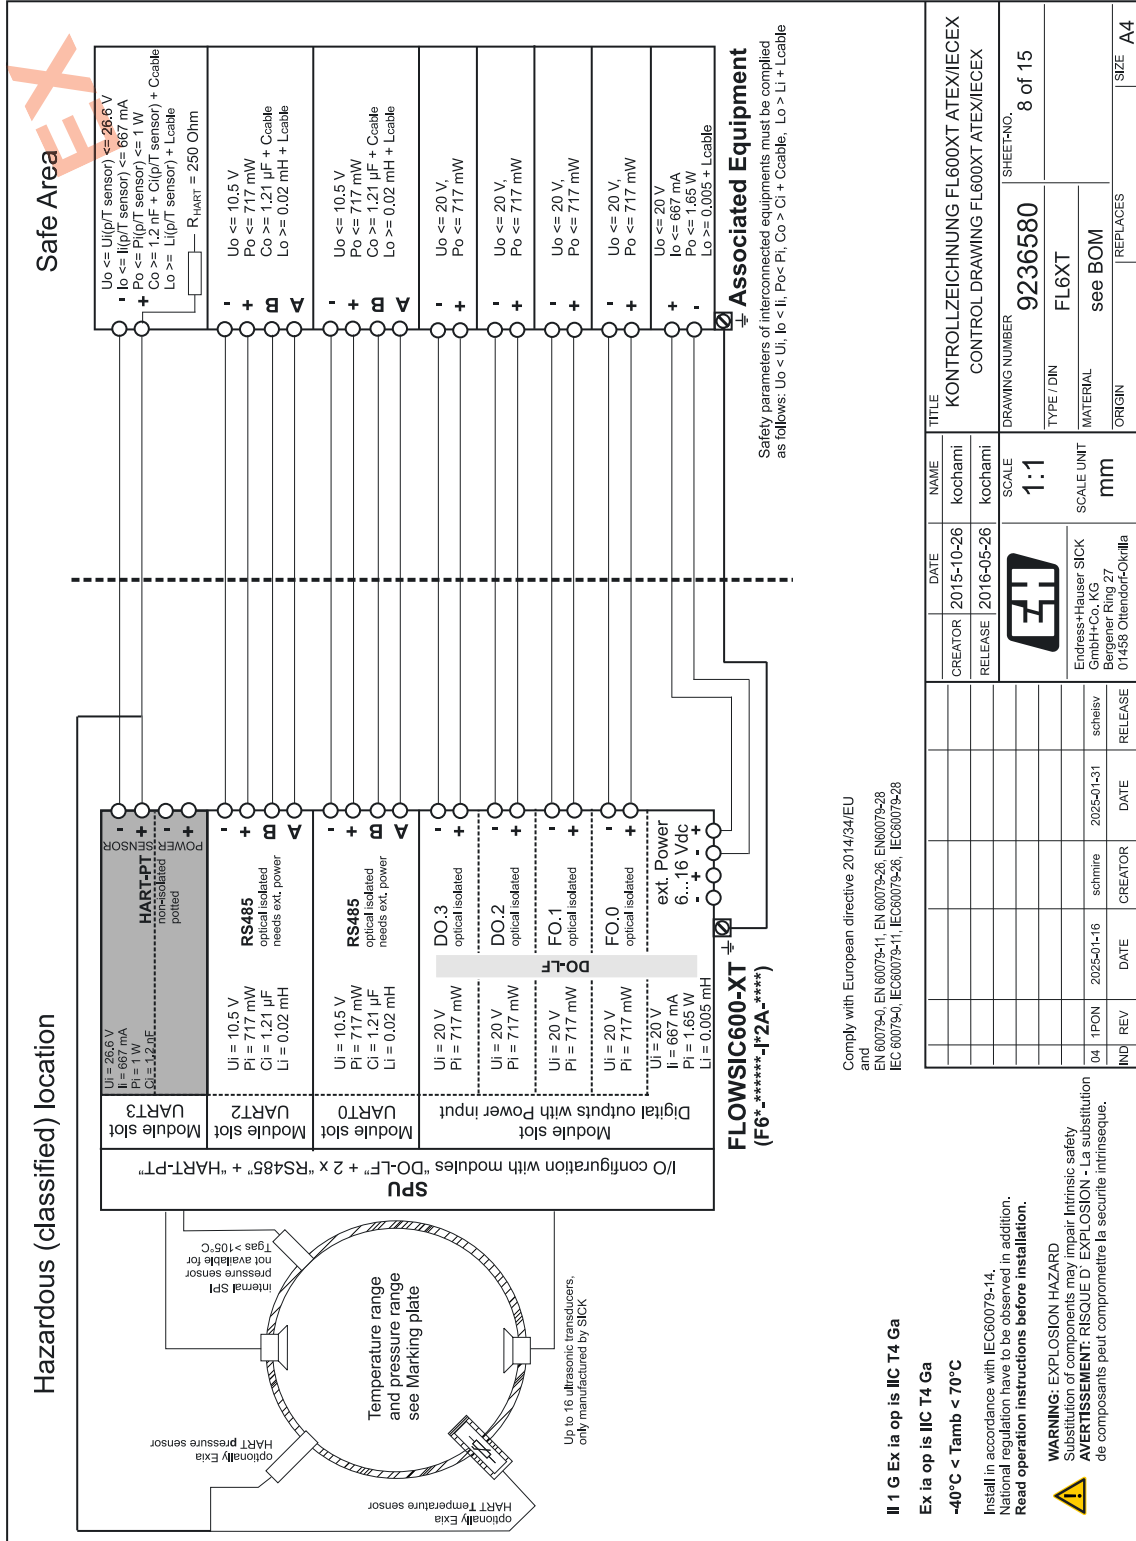 Hazardous (classified) location
Safe Area
EX
optionally Exia
HART Temperature sensor
optionally Exia
HART pressure sensor
internal SPI
pressure sensor
not available for
Tgas >105°C
Temperature range
and pressure range
see Marking plate
Up to 16 ultrasonic transducers,
only manufactured by SICK
SPU
I/O configuration with modules "DO-LF" + 2 x "RS485" + "HART-PT"
Module slot
UART3
Ui = 26,6 V
Ii = 667 mA
Pi = 1 W
Ci = 1.2 nF
HART-PT
non-isolated
potted
SENSOR
POWER
-
+
-
+
Module slot
UART2
Ui = 10.5 V
Pi = 717 mW
Ci = 1.21 µF
Li = 0.02 mH
RS485
optical isolated
needs ext. power
-
+
B
A
Module slot
UART0
Ui = 10.5 V
Pi = 717 mW
Ci = 1.21 µF
Li = 0.02 mH
RS485
optical isolated
needs ext. power
-
+
B
A
Module slot
Digital outputs with Power input
DO-LF
Ui = 20 V
Pi = 717 mW
DO.3
optical isolated
-
+
Ui = 20 V
Pi = 717 mW
DO.2
optical isolated
-
+
Ui = 20 V
Pi = 717 mW
FO.1
optical isolated
-
+
Ui = 20 V
Pi = 717 mW
FO.0
optical isolated
-
+
Ui = 20 V
Ii = 667 mA
Pi = 1.65 W
Li = 0.005 mH
ext. Power
6...16 Vdc
- + - +
FLOWSIC600-XT
(F6*-******-I*2A-****)
Uo <= Ui(p/T sensor) <= 26.6 V
Io <= Ii(p/T sensor) <= 667 mA
Po <= Pi(p/T sensor) <= 1 W
Co >= 1.2 nF + Ci(p/T sensor) + Ccable
Lo >= Li(p/T sensor) + Lcable
-
+
RHART = 250 Ohm
-
+
B
A
Uo <= 10.5 V
Po <= 717 mW
Co >= 1.21 µF + Ccable
Lo >= 0.02 mH + Lcable
-
+
B
A
Uo <= 10.5 V
Po <= 717 mW
Co >= 1.21 µF + Ccable
Lo >= 0.02 mH + Lcable
-
+
Uo <= 20 V,
Po <= 717 mW
-
+
Uo <= 20 V,
Po <= 717 mW
-
+
Uo <= 20 V,
Po <= 717 mW
-
+
Uo <= 20 V,
Po <= 717 mW
+
-
Uo <= 20 V
Io <= 667 mA
Po <= 1.65 W
Lo >= 0.005 + Lcable
Associated Equipment
Safety parameters of interconnected equipments must be complied
as follows: Uo < Ui, Io < Ii, Po< Pi, Co > Ci + Ccable, Lo > Li + Lcable
Comply with European directive 2014/34/EU
and
EN 60079-0, EN 60079-11, EN 60079-26, EN60079-28
IEC 60079-0, IEC60079-11, IEC60079-26, IEC60079-28
II 1 G Ex ia op is IIC T4 Ga
Ex ia op is IIC T4 Ga
-40°C < Tamb < 70°C
Install in accordance with IEC60079-14.
National regulation have to be observed in addition.
Read operation instructions before installation.
WARNING: EXPLOSION HAZARD
Substitution of components may impair Intrinsic safety
AVERTISSEMENT: RISQUE D' EXPLOSION - La substitution
de composants peut compromettre la securite intrinseque.
04 1PON 2025-01-16 schmire 2025-01-31 scheisv
IND REV DATE CREATOR DATE RELEASE
DATE NAME
CREATOR 2015-10-26 kochami
RELEASE 2016-05-26 kochami
EH
Endress+Hauser SICK
GmbH+Co. KG
Bergener Ring 27
01458 Ottendorf-Okrilla
SCALE
1:1
SCALE UNIT
mm
TITLE
KONTROLLZEICHNUNG FL600XT ATEX/IECEX
CONTROL DRAWING FL600XT ATEX/IECEX
DRAWING NUMBER
9236580
SHEET-NO.
8 of 15
TYPE / DIN
FL6XT
MATERIAL
see BOM
ORIGIN
REPLACES
SIZE
A4